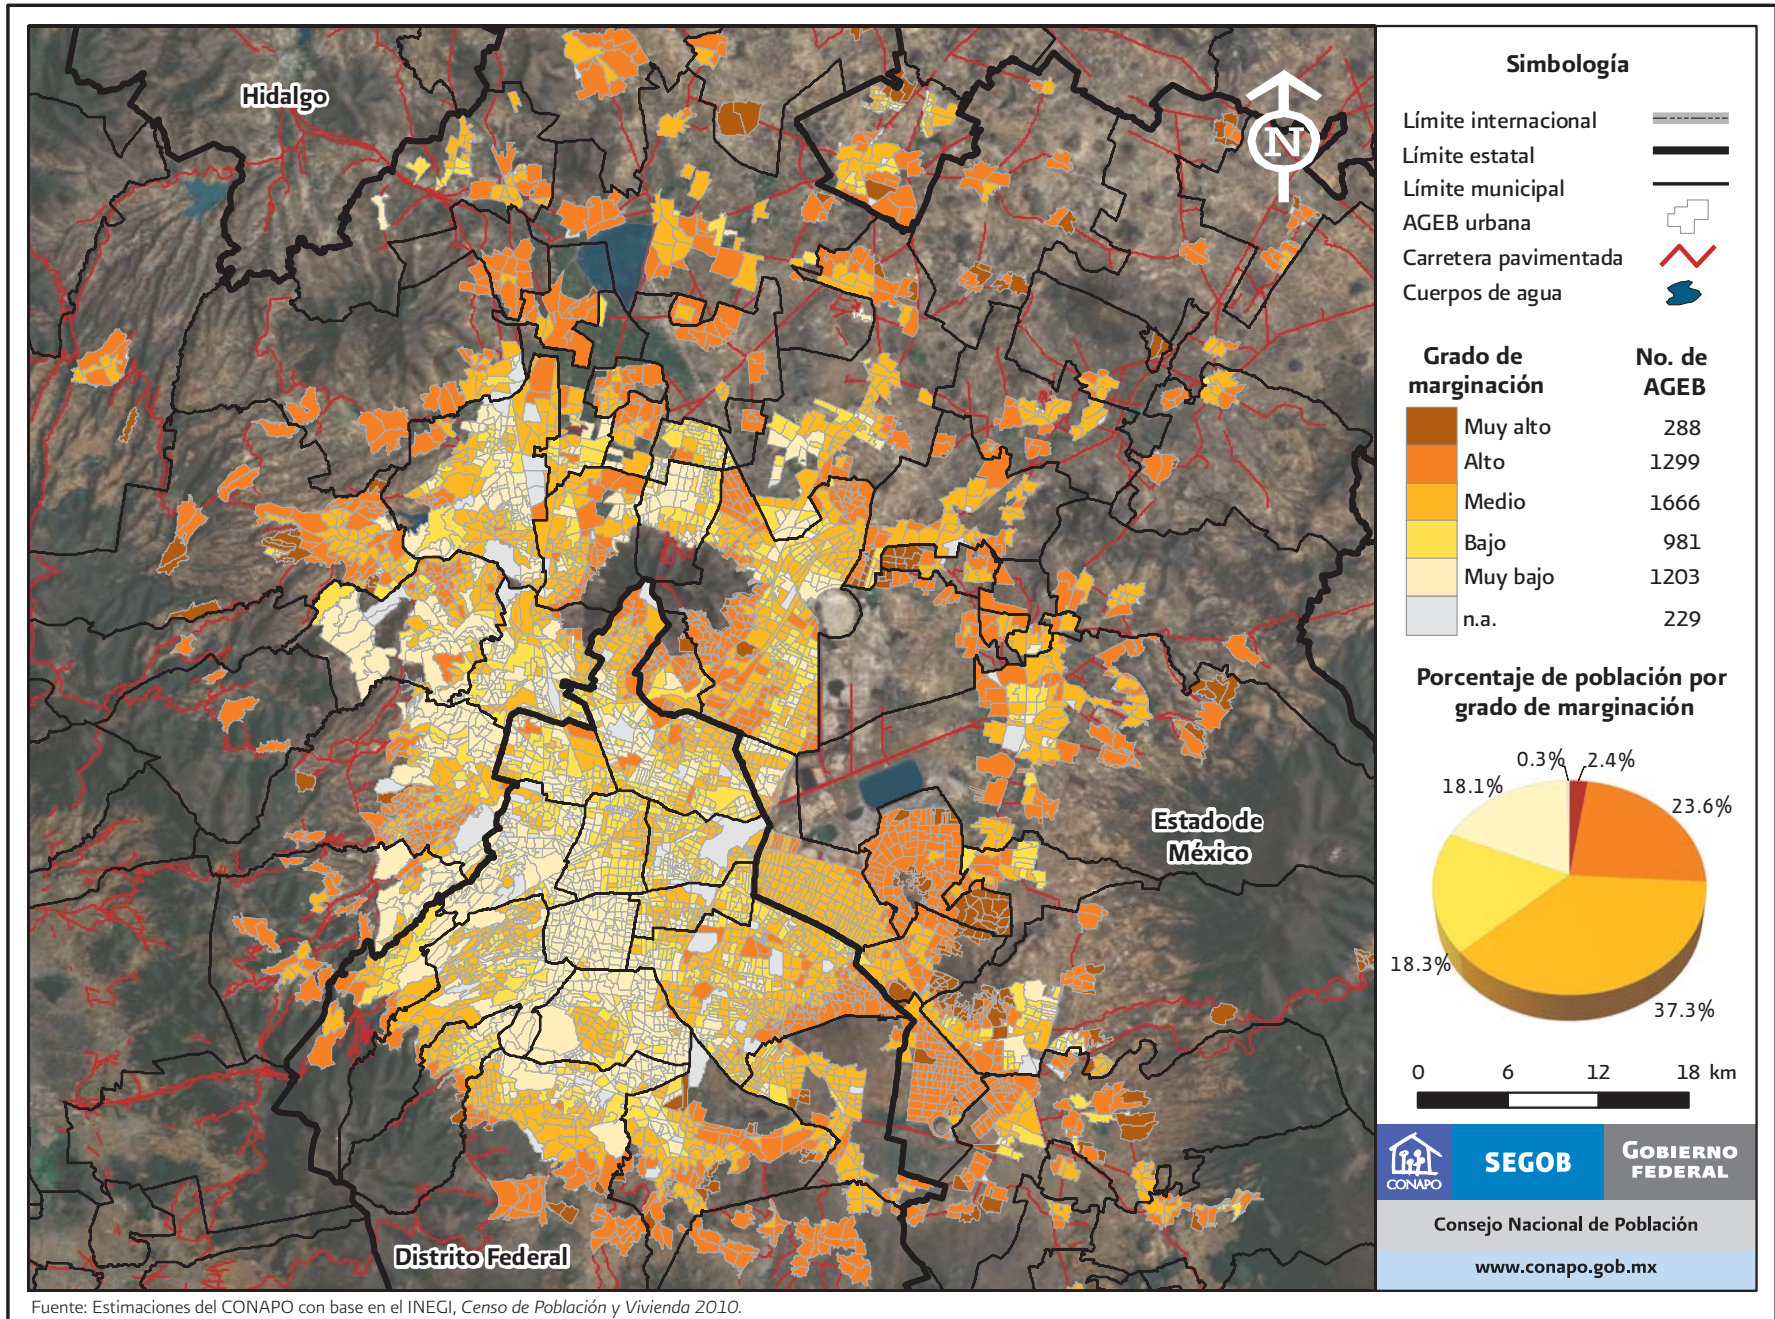 Hidalgo
N
Estado de
México
Distrito Federal
Simbología
Límite internacional
Límite estatal
Límite municipal
AGEB urbana
Carretera pavimentada
Cuerpos de agua
Grado de
marginación
No. de
AGEB
Muy alto 288
Alto 1299
Medio 1666
Bajo 981
Muy bajo 1203
n.a. 229
Porcentaje de población por
grado de marginación
0.3%
2.4%
18.1%
23.6%
18.3%
37.3%
0 6 12 18 km
CONAPO
SEGOB
GOBIERNO
FEDERAL
Consejo Nacional de Población
www.conapo.gob.mx
Fuente: Estimaciones del CONAPO con base en el INEGI, Censo de Población y Vivienda 2010.